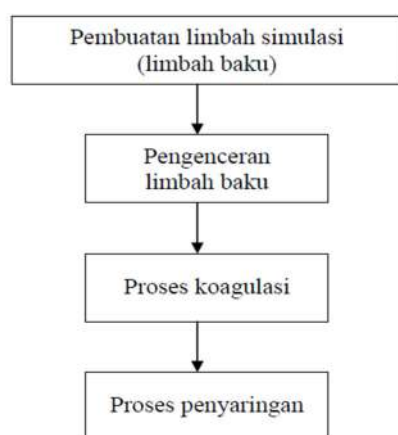 Pembuatan limbah simulasi
(limbah baku)
Pengenceran
limbah baku
Proses koagulasi
Proses penyaringan